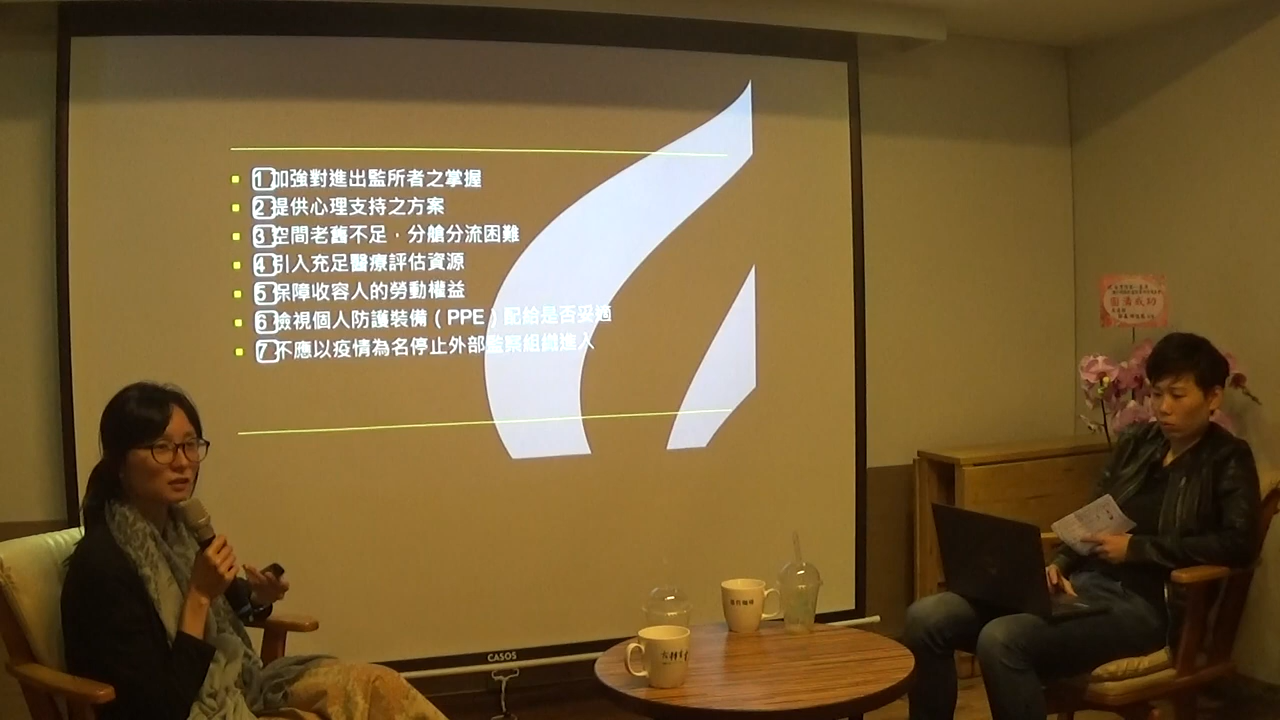 1 加強對進出監所者之掌握
2 提供心理支持之方案
3 空間老舊不足，分艙分流困難
4 引入充足醫療評估資源
5 保障收容人的勞動權益
6 檢視個人防護裝備（PPE）配給是否妥適
7 不應以疫情為名停止外部監察組織進入
圓滿成功
CASOS